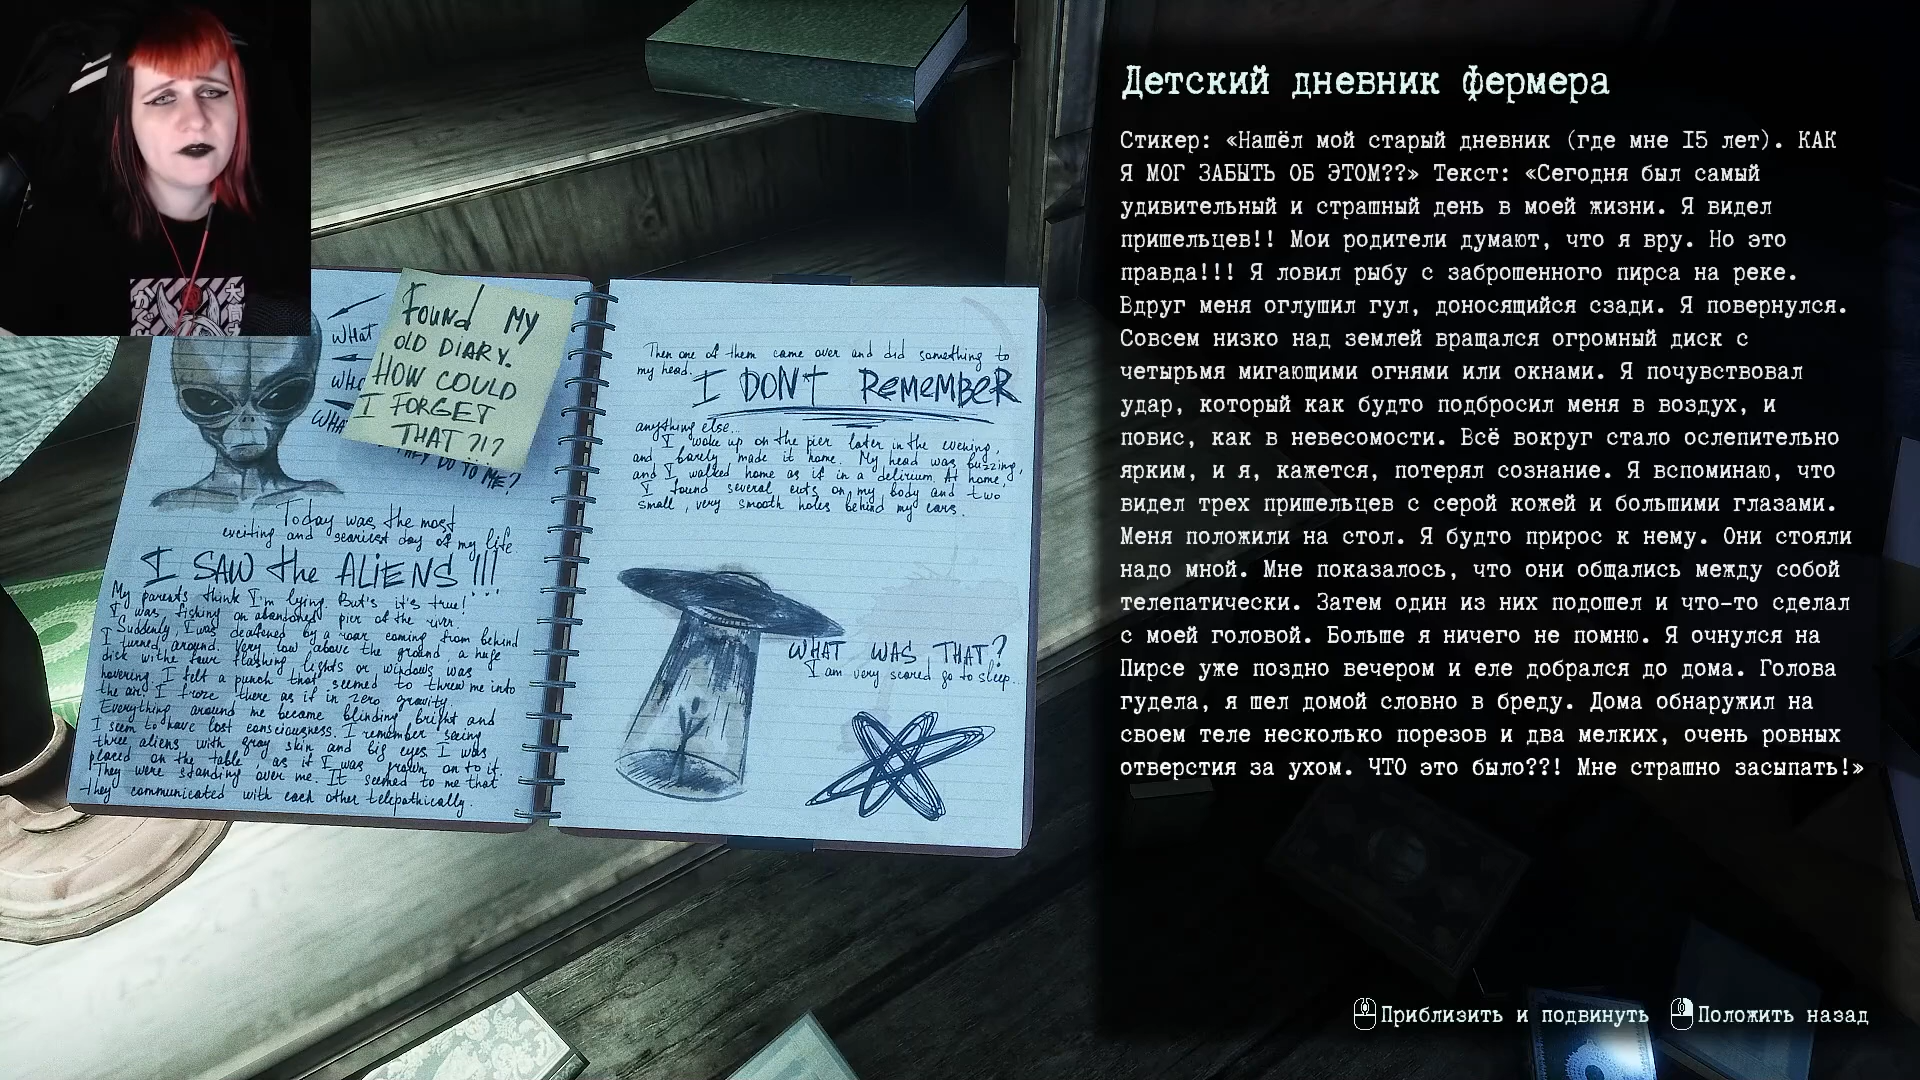 Детский дневник фермера
Стикер: «Нашёл мой старый дневник (где мне 15 лет). КАК
Я МОГ ЗАБЫТЬ ОБ ЭТОМ??» Текст: «Сегодня был самый
удивительный и страшный день в моей жизни. Я видел
пришельцев!! Мои родители думают, что я вру. Но это
правда!!! Я ловил рыбу с заброшенного пирса на реке.
Вдруг меня оглушил гул, доносящийся сзади. Я повернулся.
Совсем низко над землей вращался огромный диск с
четырьмя мигающими огнями или окнами. Я почувствовал
удар, который как будто подбросил меня в воздух, и
повис, как в невесомости. Всё вокруг стало ослепительно
ярким, и я, кажется, потерял сознание. Я вспоминаю, что
видел трех пришельцев с серой кожей и большими глазами.
Меня положили на стол. Я будто прирос к нему. Они стояли
надо мной. Мне показалось, что они общались между собой
телепатически. Затем один из них подошел и что-то сделал
с моей головой. Больше я ничего не помню. Я очнулся на
Пирсе уже поздно вечером и еле добрался до дома. Голова
гудела, я шел домой словно в бреду. Дома обнаружил на
своем теле несколько порезов и два мелких, очень ровных
отверстия за ухом. ЧТО это было??! Мне страшно засыпать!»
WHAT
FOUND MY
OLD DIARY.
HOW COULD
I FORGET
THAT ?!?
THEY DO TO ME?
Today was the most
exciting and scariest day of my life
I SAW the ALIENS !!!
My parents think I'm lying. But's it's true!
I was fishing on abandoned pier of the river.
Suddenly, I was deafened by a roar coming from behind
I turned around. Very low above the ground, a huge
disk withe four flashing lights or windows was
hovering. I felt a punch that seemed to threw me into
the air. I froze there as if in zero gravity
Everything around me became blinding bright and
I seem to have lost consciousness. I remember seeing
three aliens with gray skin and big eyes. I was
placed on the table as if I was grown on to it.
They were standing over me. It seemed to me that
they communicated with each other telepathically.
Then one of them came over and did something to
my head. I DON'T REMEMBER
anything else...
I woke up on the pier later in the evening,
and barely made it home. My head was buzzing,
and I walked home as if in a delirium. At home,
I found several cuts on my body and two
small, very smooth holes behind my ears.
WHAT WAS THAT?
I am very scared go to sleep...
Приблизить и подвинуть
Положить назад